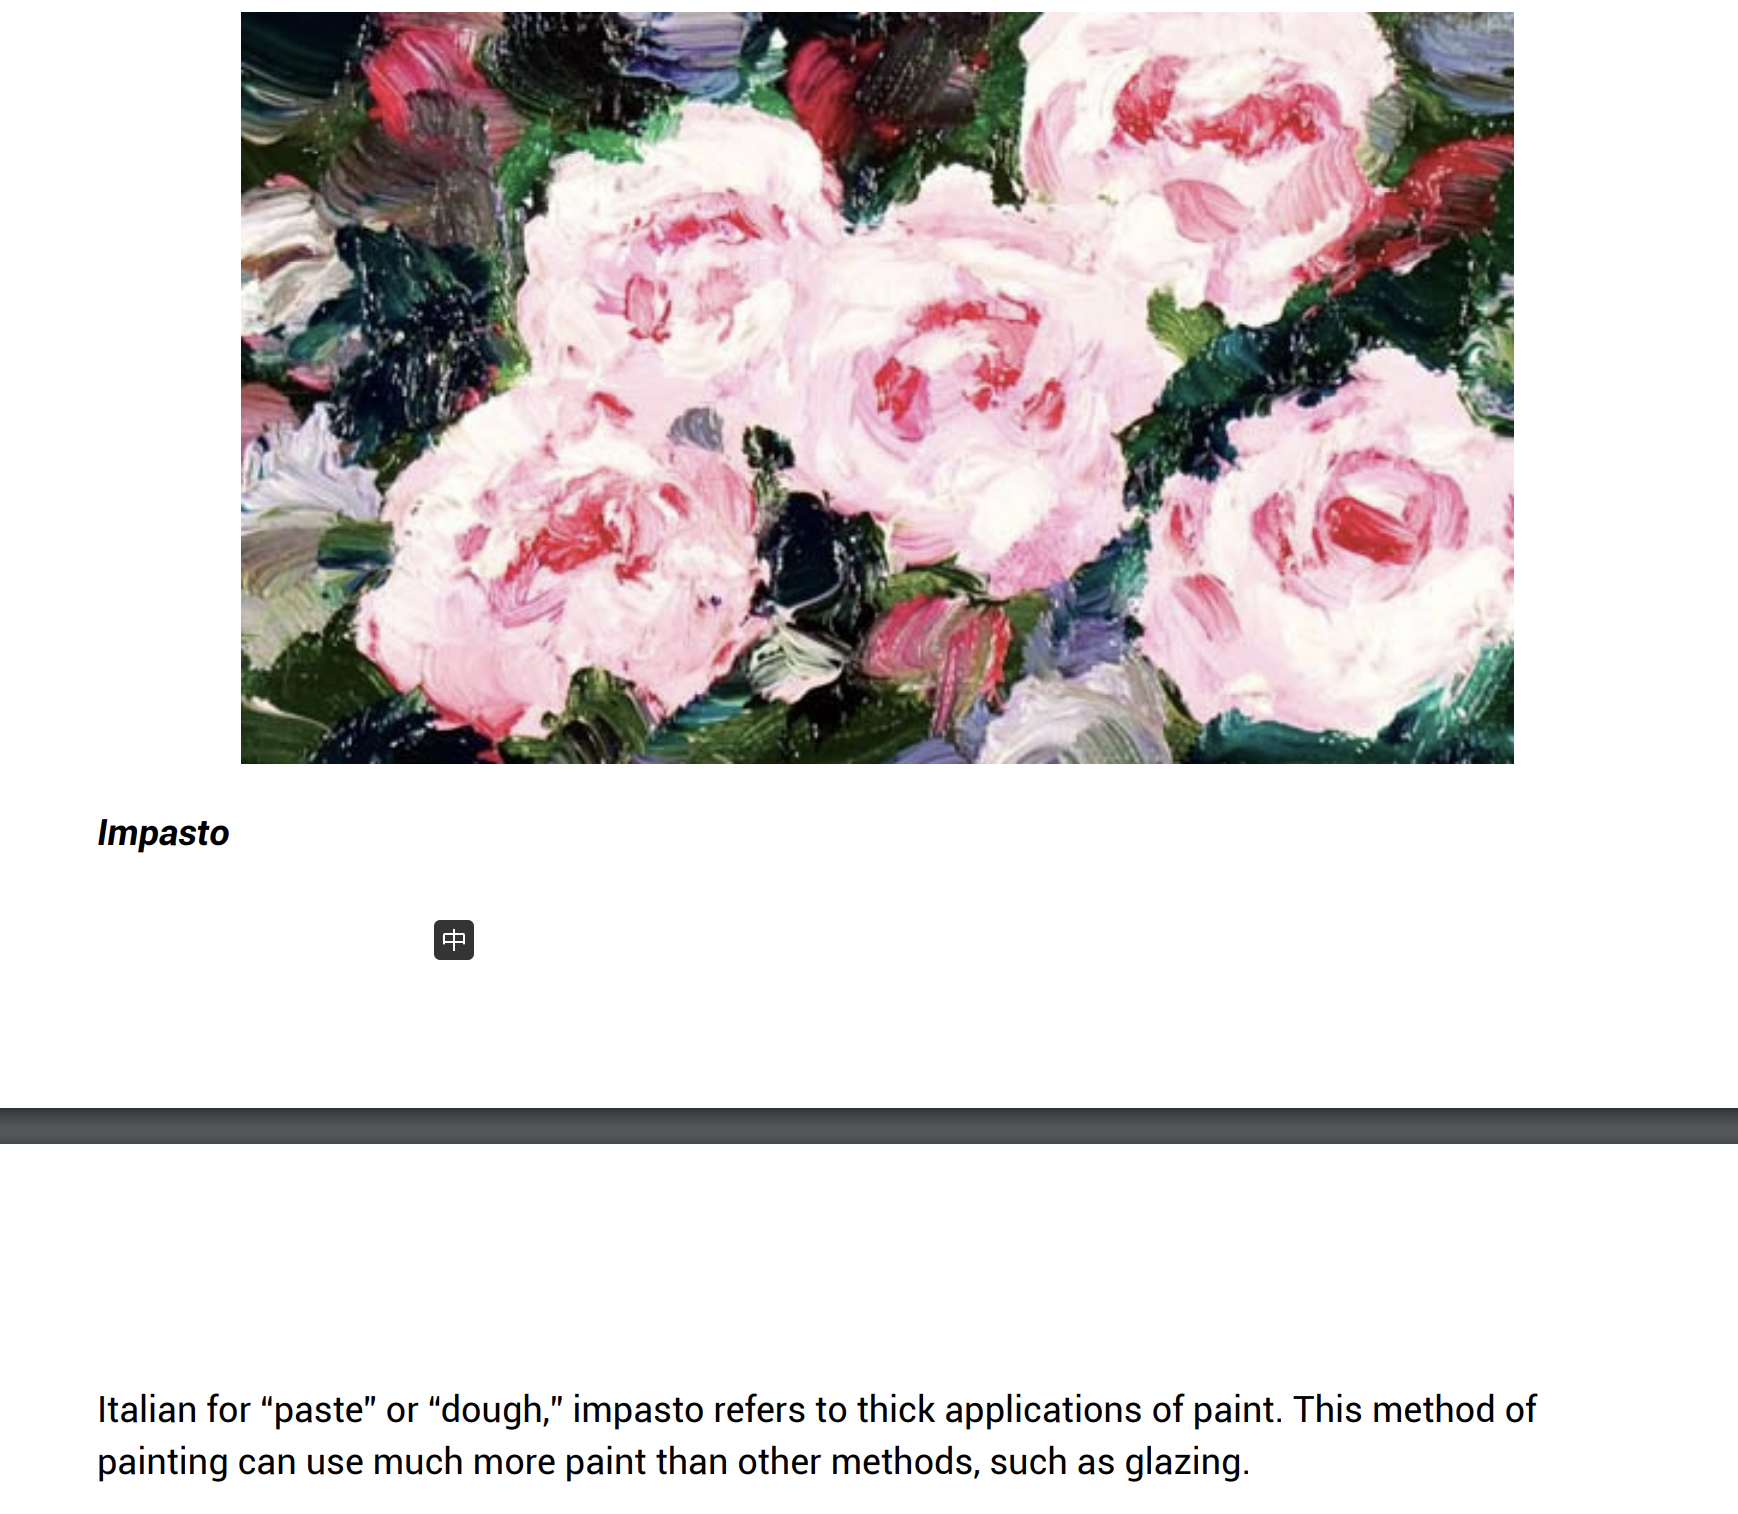 Impasto
中
Italian for “paste” or “dough,” impasto refers to thick applications of paint. This method of
painting can use much more paint than other methods, such as glazing.